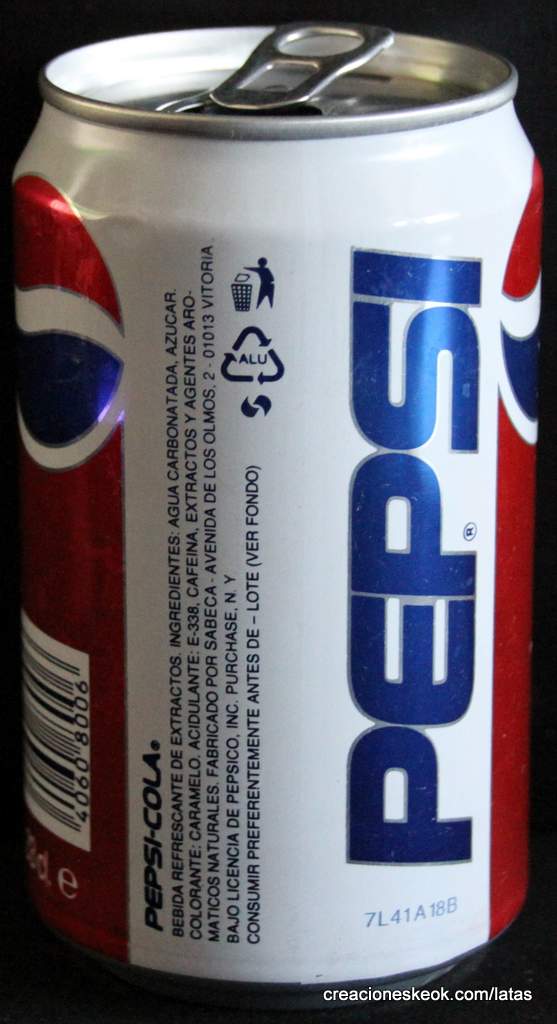 PEPSI-COLA®
BEBIDA REFRESCANTE DE EXTRACTOS. INGREDIENTES: AGUA CARBONATADA, AZUCAR.
COLORANTE: CARAMELO. ACIDULANTE: E-338, CAFEINA, EXTRACTOS Y AGENTES ARO-
MATICOS NATURALES. FABRICADO POR SABECA - AVENIDA DE LOS OLMOS, 2 - 01013 VITORIA.
BAJO LICENCIA DE PEPSICO, INC. PURCHASE, N. Y
CONSUMIR PREFERENTEMENTE ANTES DE - LOTE (VER FONDO)
ALU
PEPSI®
7L41A18B
4060 8006
cl e
creacioneskeok.com/latas